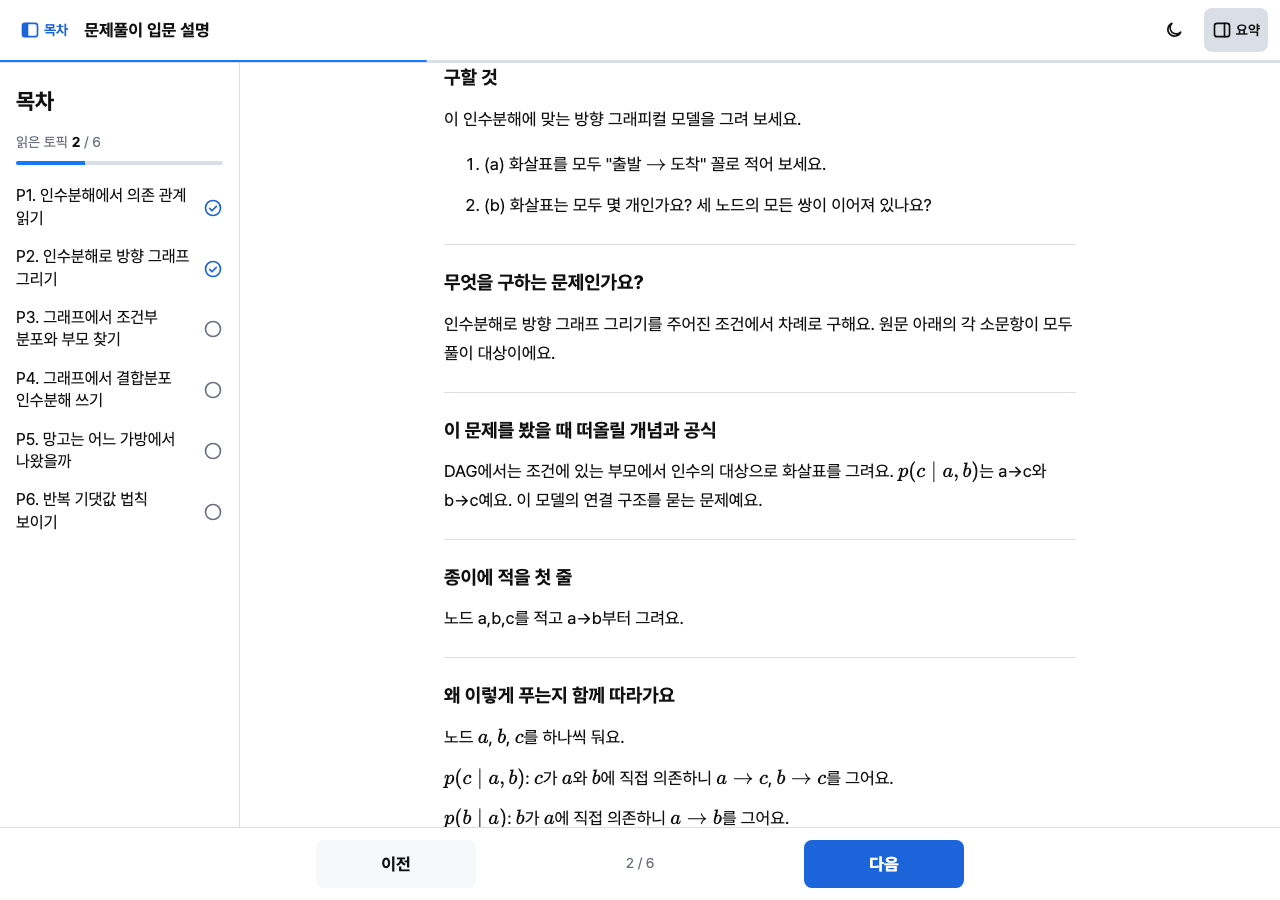 목차
문제풀이 입문 설명
요약
목차
읽은 토픽 2 / 6
P1. 인수분해에서 의존 관계
읽기
P2. 인수분해로 방향 그래프
그리기
P3. 그래프에서 조건부
분포와 부모 찾기
P4. 그래프에서 결합분포
인수분해 쓰기
P5. 망고는 어느 가방에서
나왔을까
P6. 반복 기댓값 법칙
보이기
구할 것
이 인수분해에 맞는 방향 그래피컬 모델을 그려 보세요.
1. (a) 화살표를 모두 "출발 → 도착" 꼴로 적어 보세요.
2. (b) 화살표는 모두 몇 개인가요? 세 노드의 모든 쌍이 이어져 있나요?
무엇을 구하는 문제인가요?
인수분해로 방향 그래프 그리기를 주어진 조건에서 차례로 구해요. 원문 아래의 각 소문항이 모두
풀이 대상이에요.
이 문제를 봤을 때 떠올릴 개념과 공식
DAG에서는 조건에 있는 부모에서 인수의 대상으로 화살표를 그려요. p(c | a, b)는 a→c와
b→c예요. 이 모델의 연결 구조를 묻는 문제예요.
종이에 적을 첫 줄
노드 a,b,c를 적고 a→b부터 그려요.
왜 이렇게 푸는지 함께 따라가요
노드 a, b, c를 하나씩 둬요.
p(c | a, b): c가 a와 b에 직접 의존하니 a → c, b → c를 그어요.
p(b | a): b가 a에 직접 의존하니 a → b를 그어요.
이전
2 / 6
다음